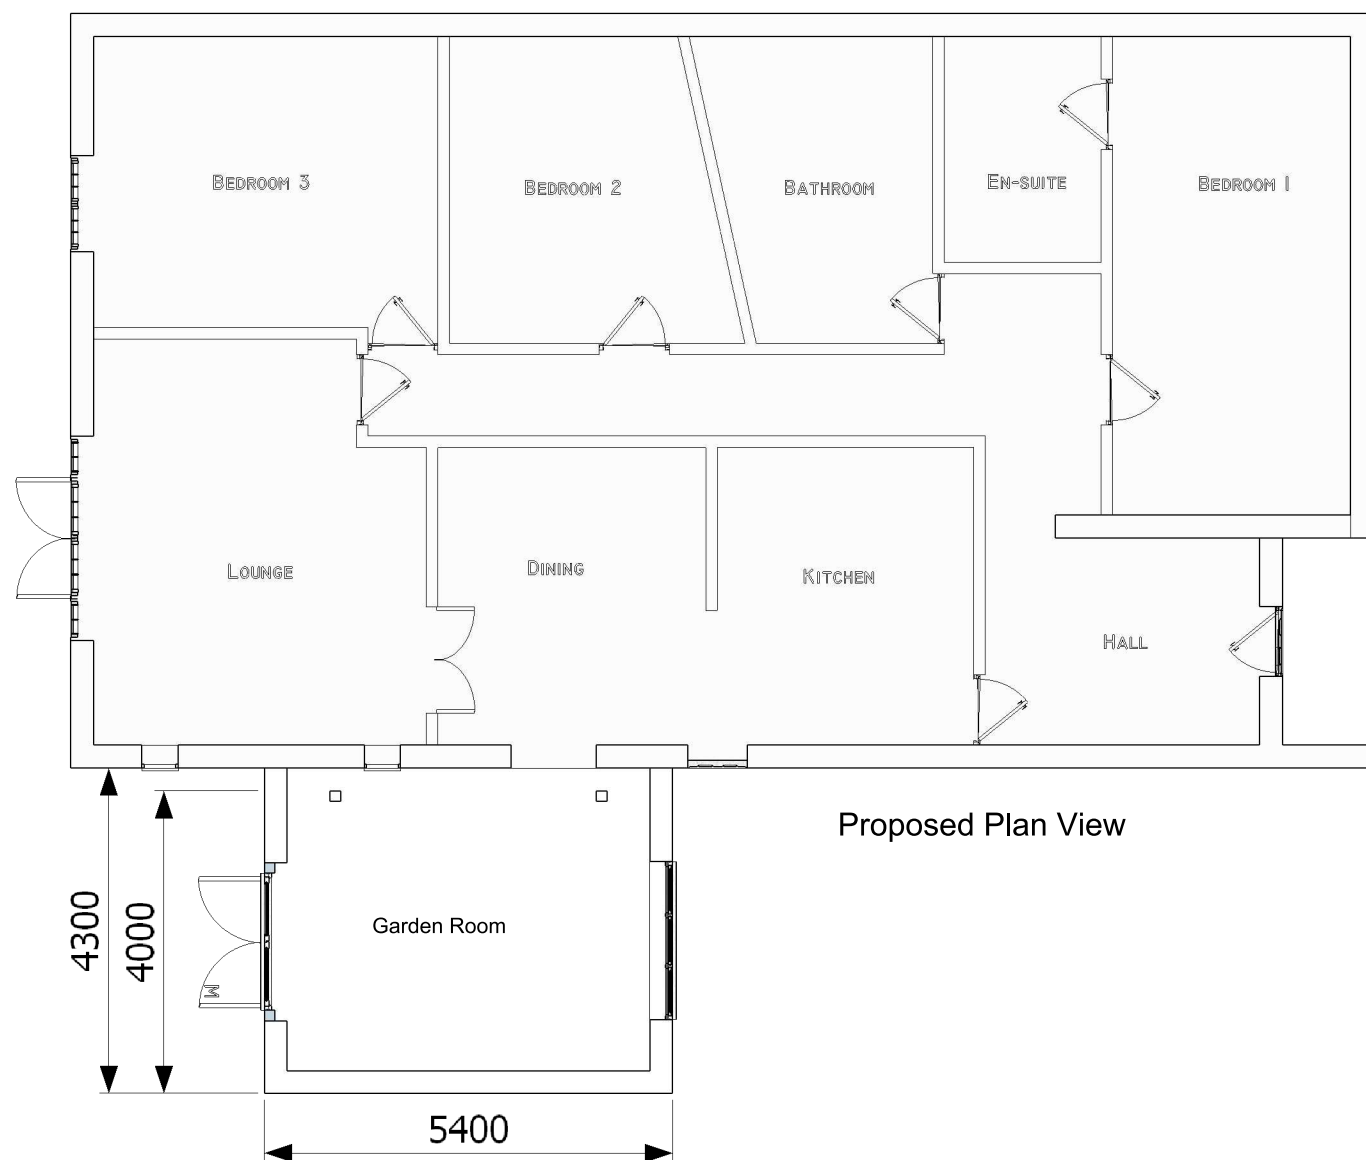 Bedroom 3
Bedroom 2
Bathroom
En-suite
Bedroom 1
Lounge
Dining
Kitchen
Hall
Proposed Plan View
Garden Room
4300
4000
M
5400